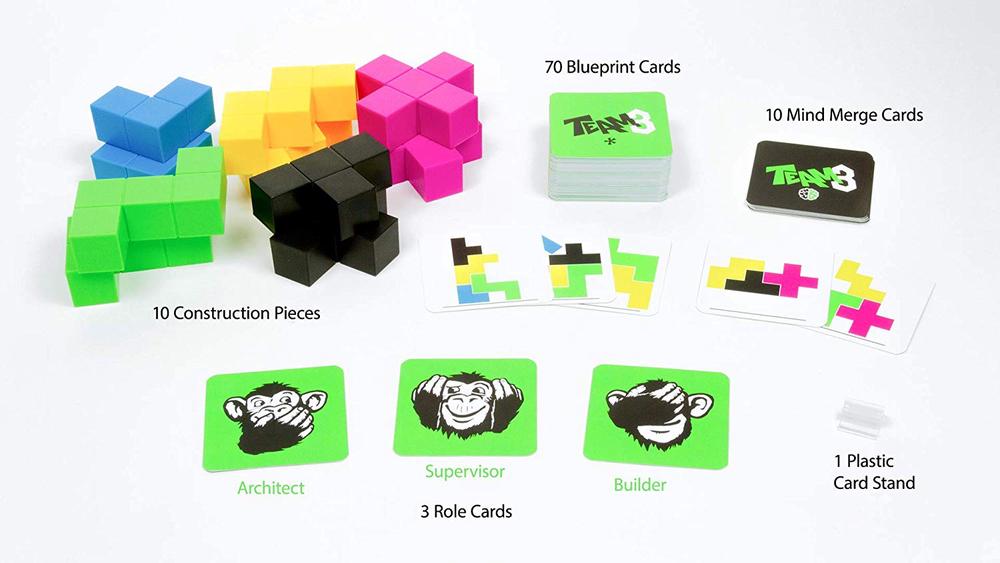 70 Blueprint Cards
10 Mind Merge Cards
TEAM3
*
TEAM3
10 Construction Pieces
Architect
Supervisor
Builder
3 Role Cards
1 Plastic
Card Stand